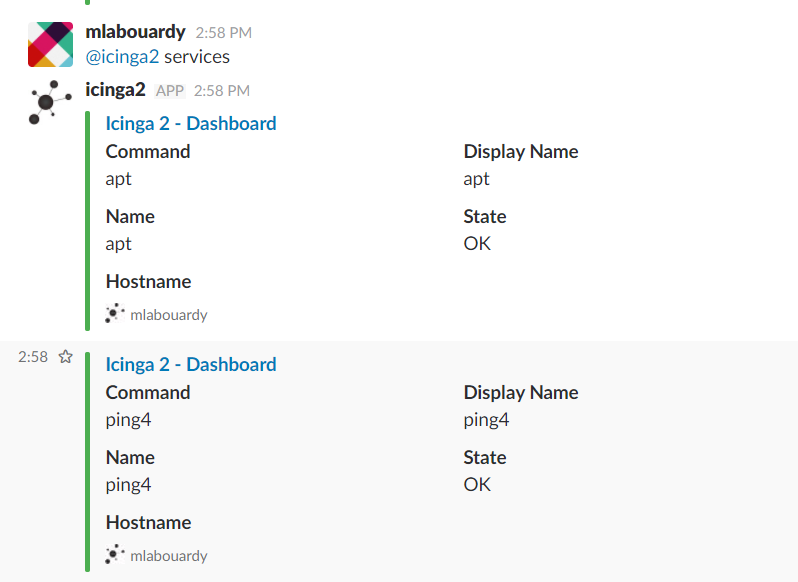 mlabouardy 2:58 PM
@icinga2 services
icinga2 APP 2:58 PM
Icinga 2 - Dashboard
Command Display Name
apt apt
Name State
apt OK
Hostname
mlabouardy
2:58 Icinga 2 - Dashboard
Command Display Name
ping4 ping4
Name State
ping4 OK
Hostname
mlabouardy